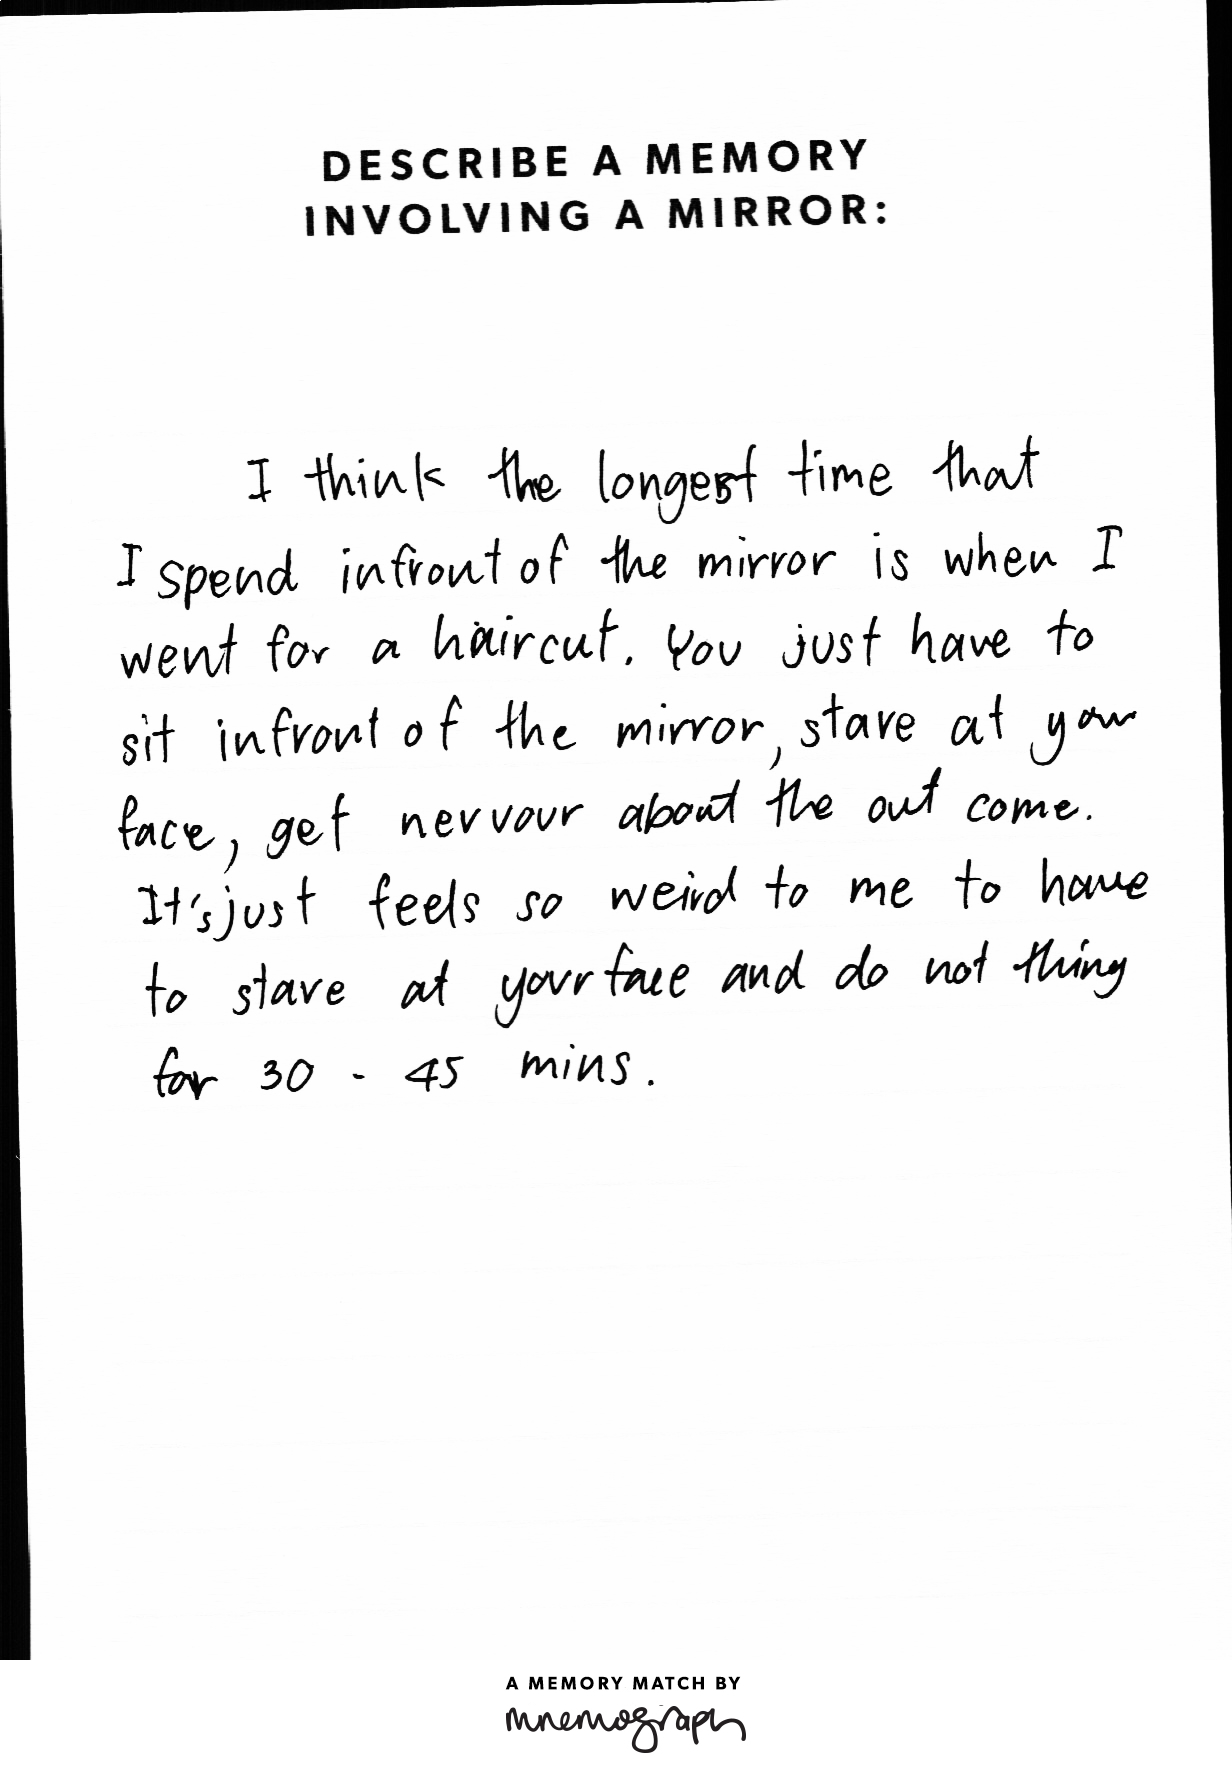 DESCRIBE A MEMORY
INVOLVING A MIRROR:
I think the longest time that
I spend infront of the mirror is when I
went for a haircut. You just have to
sit infront of the mirror, stare at your
face, get nervour about the out come.
It's just feels so weird to me to have
to stare at your face and do not thing
for 30 - 45 mins.
A MEMORY MATCH BY
mnemograph